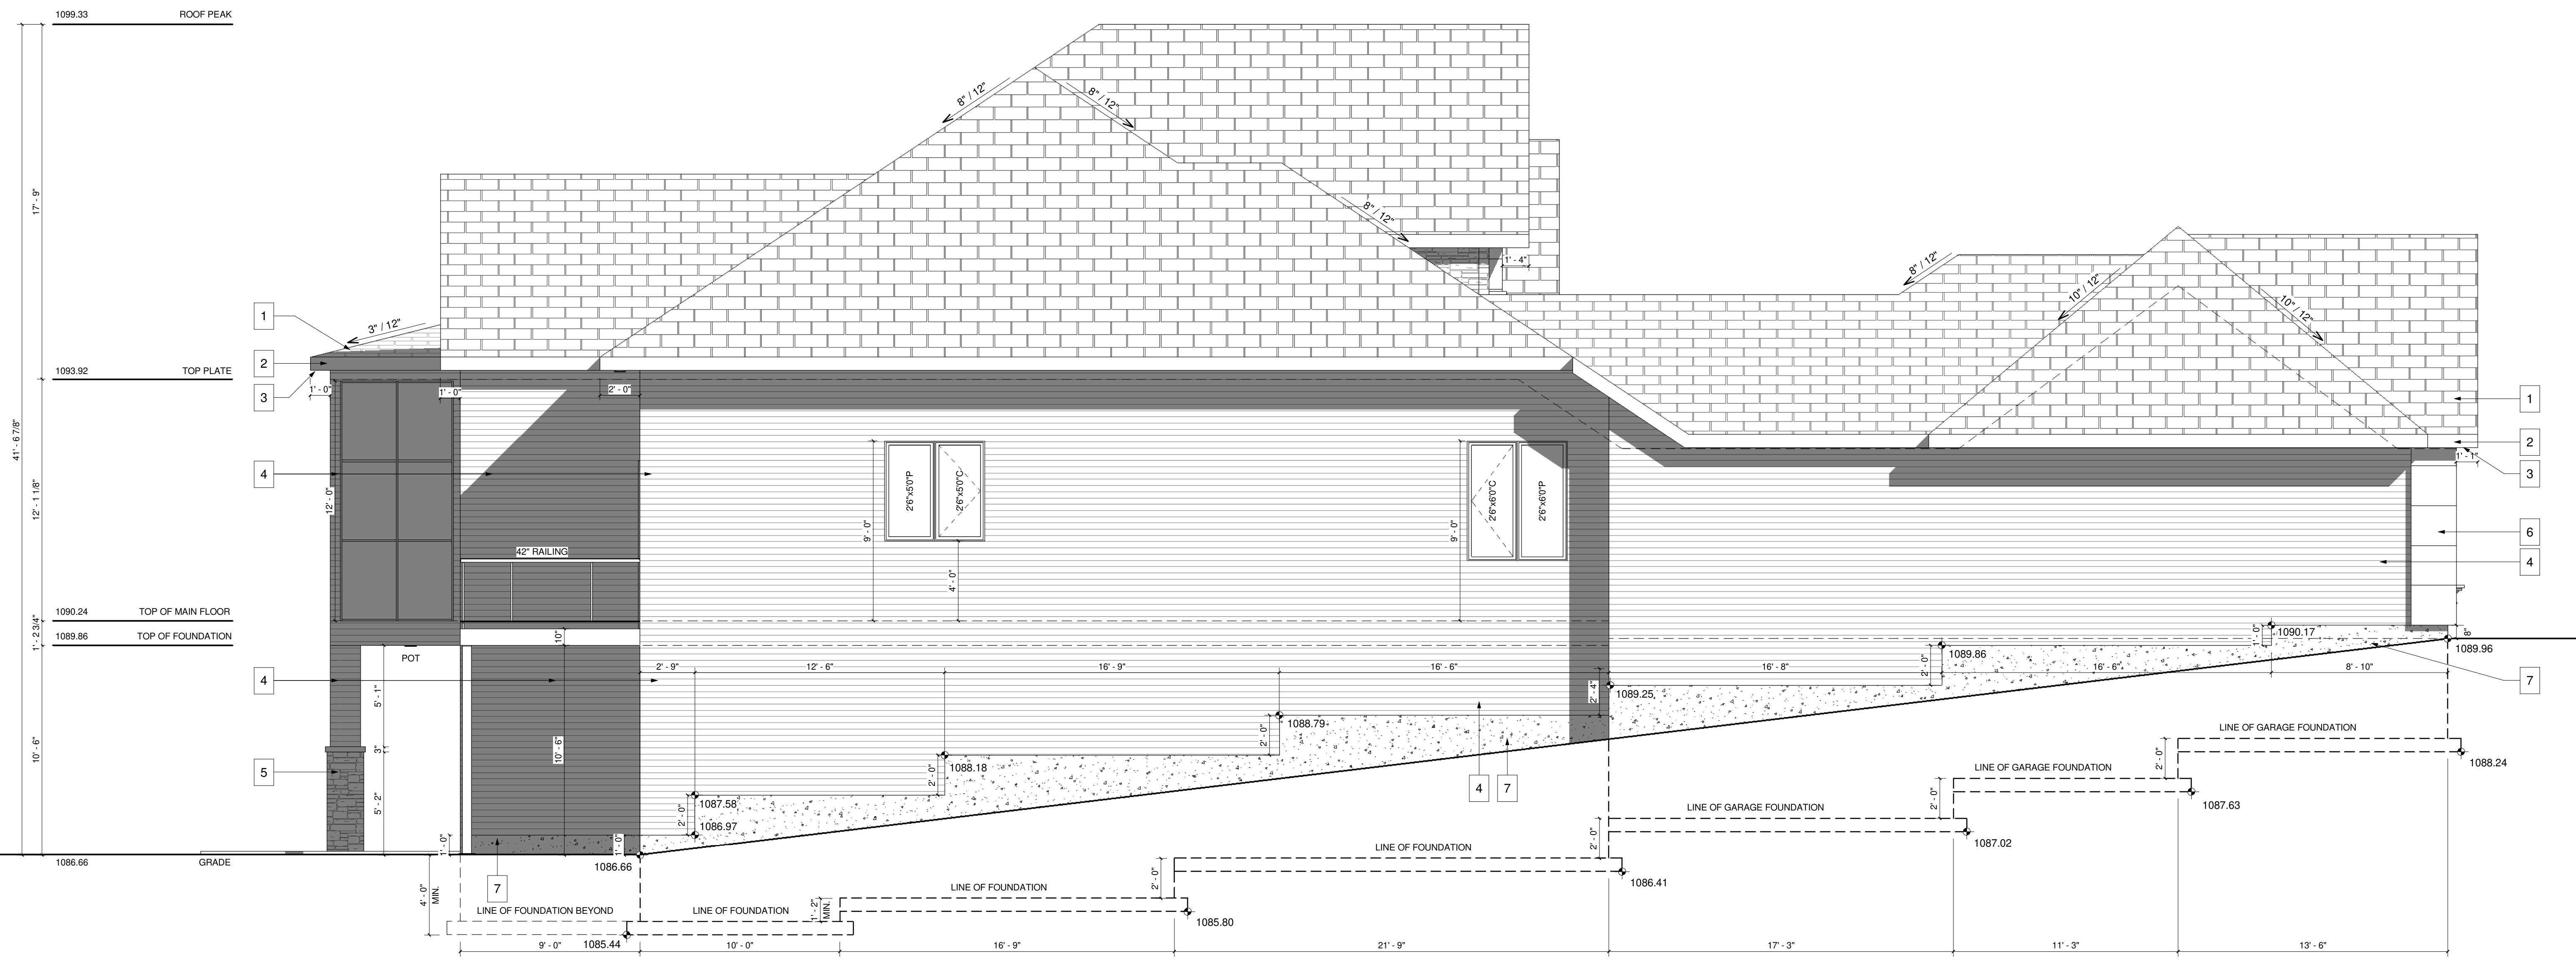 1099.33 ROOF PEAK
8" / 12"
8" / 12"
17' - 9"
8" / 12"
1' - 4"
8" / 12"
10" / 12"
10" / 12"
1
3" / 12"
2
1093.92 TOP PLATE
1' - 0"
1' - 0"
2' - 0"
3
1
41' - 6 7/8"
2
1' - 1"
3
4
12' - 1 1/8"
12' - 0"
9' - 0"
2'6"x5'0"P
2'6"x5'0"C
9' - 0"
2'6"x6'0"C
2'6"x6'0"P
6
42" RAILING
4
4' - 0"
1090.24 TOP OF MAIN FLOOR
1' - 2 3/4"
1089.86 TOP OF FOUNDATION
10"
1' - 0"
1090.17
8"
POT
1089.86
1089.96
2' - 9"
12' - 6"
16' - 9"
16' - 6"
16' - 8"
16' - 6"
8' - 10"
2' - 0"
4
7
5' - 1"
2' - 4"
1089.25
2' - 0"
1088.79
LINE OF GARAGE FOUNDATION
10' - 6"
3"
10' - 6"
2' - 0"
1088.24
5
1088.18
LINE OF GARAGE FOUNDATION
2' - 0"
4
7
5' - 2"
1087.58
2' - 0"
1087.63
LINE OF GARAGE FOUNDATION
2' - 0"
1086.97
2' - 0"
1087.02
1' - 0"
1' - 0"
LINE OF FOUNDATION
1086.66 GRADE
1086.66
2' - 0"
1086.41
7
4' - 0"
MIN.
LINE OF FOUNDATION
LINE OF FOUNDATION BEYOND
LINE OF FOUNDATION
1' - 2"
MIN.
1085.80
1085.44
9' - 0"
10' - 0"
16' - 9"
21' - 9"
17' - 3"
11' - 3"
13' - 6"